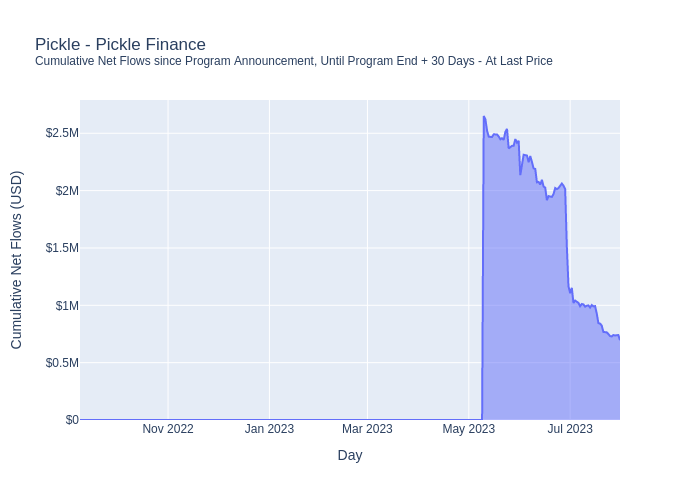 Pickle - Pickle Finance
Cumulative Net Flows since Program Announcement, Until Program End + 30 Days - At Last Price
Cumulative Net Flows (USD)
$2.5M
$2M
$1.5M
$1M
$0.5M
$0
Nov 2022
Jan 2023
Mar 2023
May 2023
Jul 2023
Day